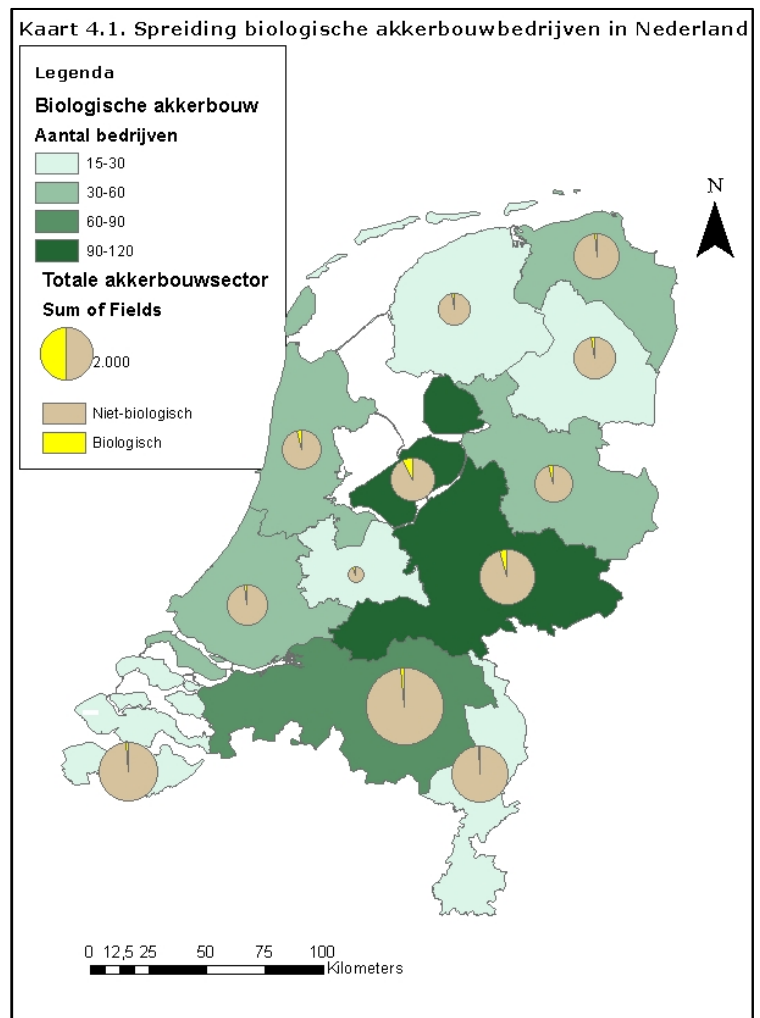 Kaart 4.1. Spreiding biologische akkerbouwbedrijven in Nederland
Legenda
Biologische akkerbouw
Aantal bedrijven
15-30
30-60
60-90
90-120
Totale akkerbouwsector
Sum of Fields
2.000
Niet-biologisch
Biologisch
N
0 12,5 25 50 75 100
Kilometers